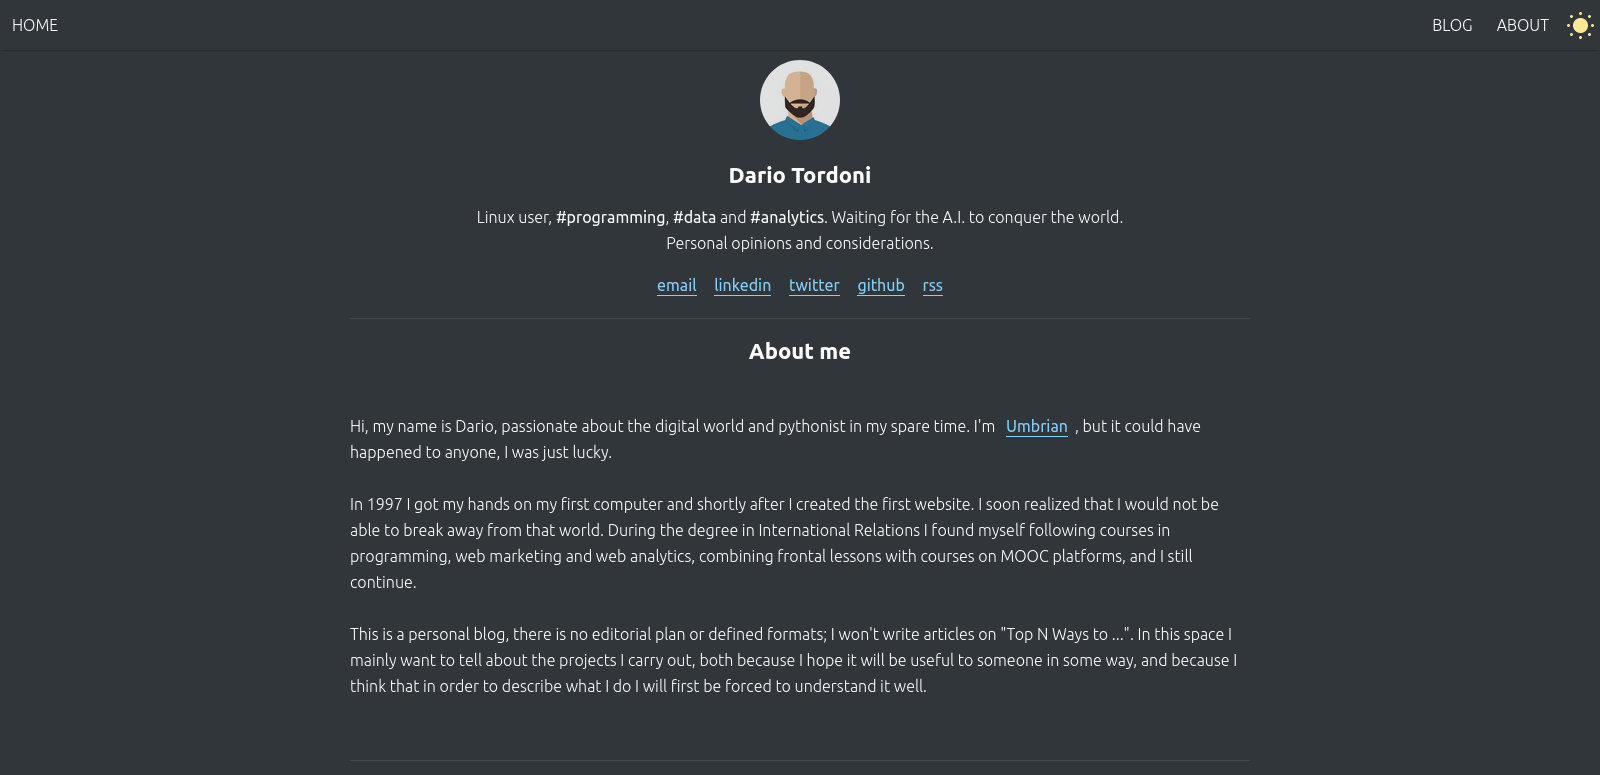 HOME
BLOG
ABOUT
Dario Tordoni
Linux user, #programming, #data and #analytics. Waiting for the A.I. to conquer the world.
Personal opinions and considerations.
email linkedin twitter github rss
About me
Hi, my name is Dario, passionate about the digital world and pythonist in my spare time. I'm Umbrian , but it could have
happened to anyone, I was just lucky.
In 1997 I got my hands on my first computer and shortly after I created the first website. I soon realized that I would not be
able to break away from that world. During the degree in International Relations I found myself following courses in
programming, web marketing and web analytics, combining frontal lessons with courses on MOOC platforms, and I still
continue.
This is a personal blog, there is no editorial plan or defined formats; I won't write articles on "Top N Ways to ...". In this space I
mainly want to tell about the projects I carry out, both because I hope it will be useful to someone in some way, and because I
think that in order to describe what I do I will first be forced to understand it well.